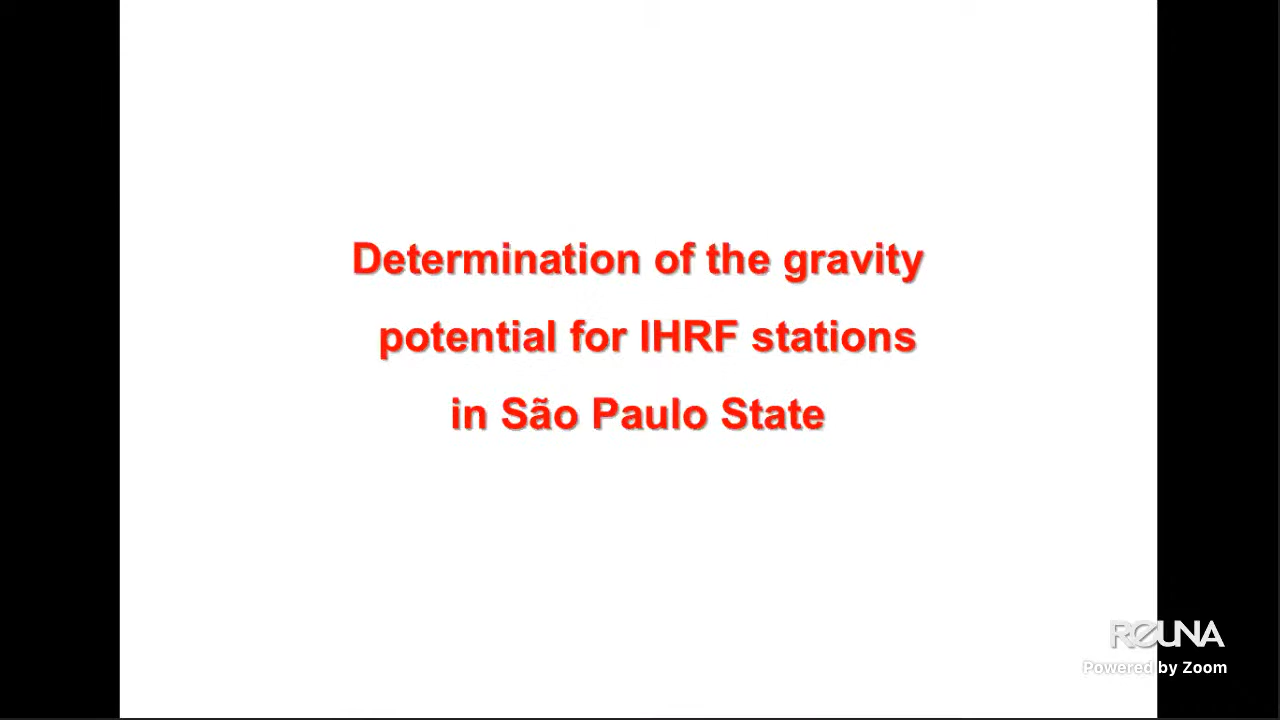 Determination of the gravity
potential for IHRF stations
in São Paulo State
REUNA
Powered by Zoom